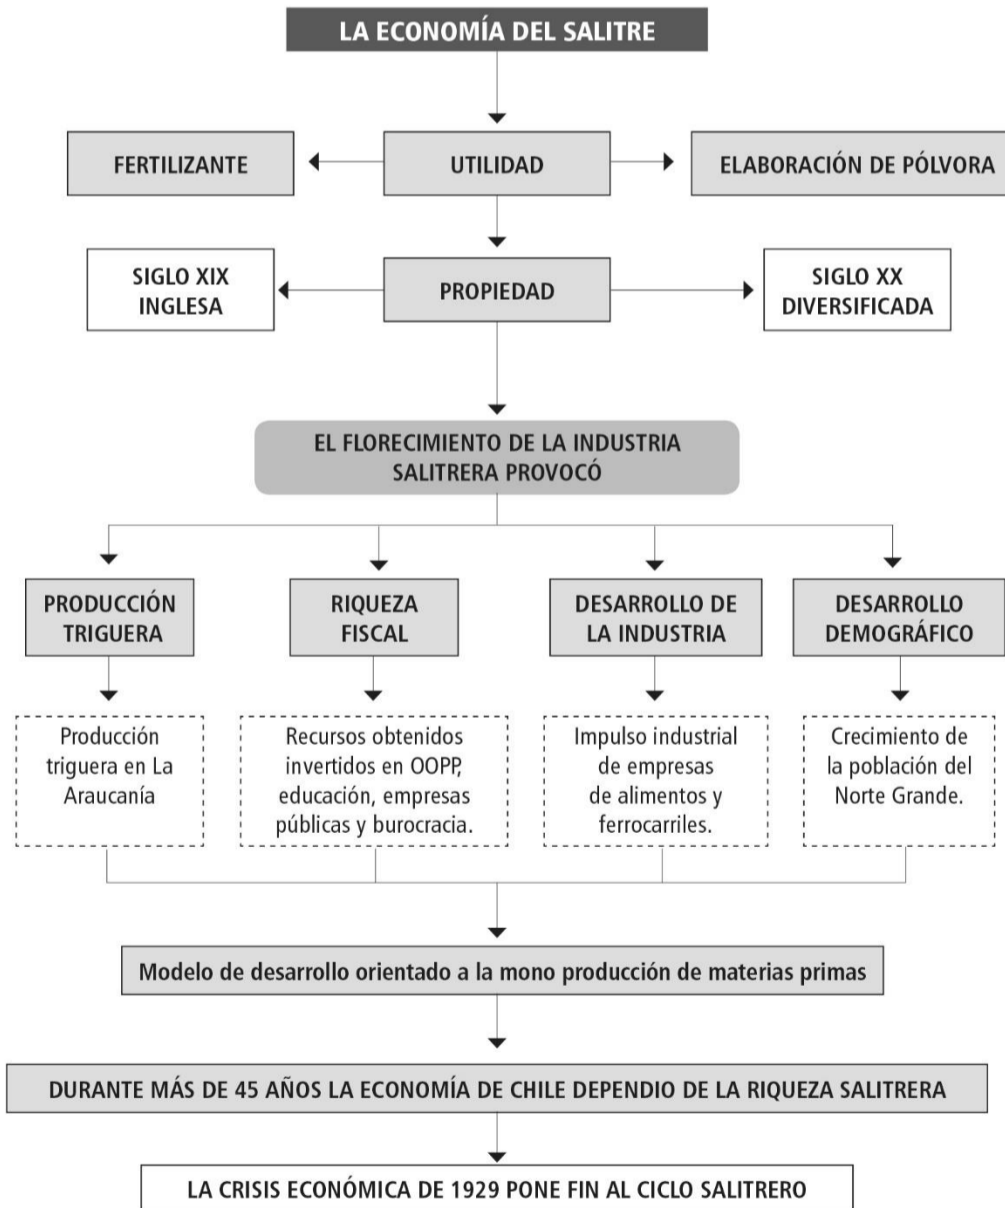 LA ECONOMÍA DEL SALITRE
FERTILIZANTE
UTILIDAD
ELABORACIÓN DE PÓLVORA
SIGLO XIX
INGLESA
PROPIEDAD
SIGLO XX
DIVERSIFICADA
EL FLORECIMIENTO DE LA INDUSTRIA
SALITRERA PROVOCÓ
PRODUCCIÓN
TRIGUERA
RIQUEZA
FISCAL
DESARROLLO DE
LA INDUSTRIA
DESARROLLO
DEMOGRÁFICO
Producción
triguera en La
Araucanía
Recursos obtenidos
invertidos en OOPP,
educación, empresas
públicas y burocracia.
Impulso industrial
de empresas
de alimentos y
ferrocarriles.
Crecimiento de
la población del
Norte Grande.
Modelo de desarrollo orientado a la mono producción de materias primas
DURANTE MÁS DE 45 AÑOS LA ECONOMÍA DE CHILE DEPENDIO DE LA RIQUEZA SALITRERA
LA CRISIS ECONÓMICA DE 1929 PONE FIN AL CICLO SALITRERO